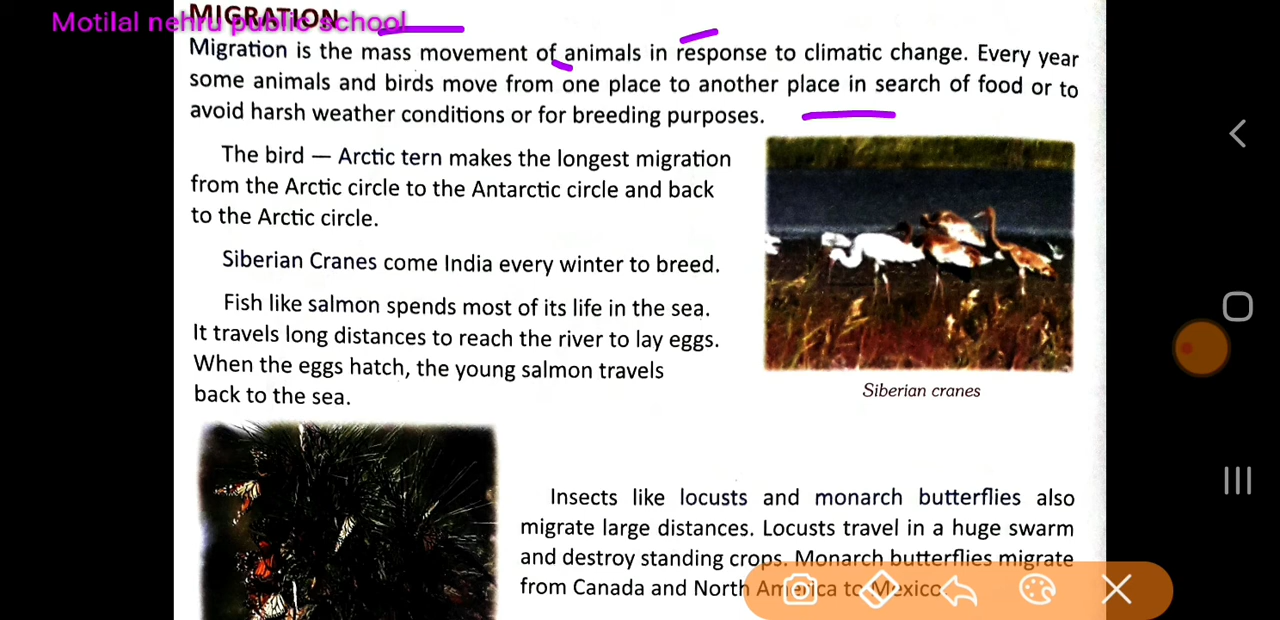 MIGRATION
Motilal nehru public school
Migration is the mass movement of animals in response to climatic change. Every year
some animals and birds move from one place to another place in search of food or to
avoid harsh weather conditions or for breeding purposes.
The bird — Arctic tern makes the longest migration
from the Arctic circle to the Antarctic circle and back
to the Arctic circle.
Siberian Cranes come India every winter to breed.
Fish like salmon spends most of its life in the sea.
It travels long distances to reach the river to lay eggs.
When the eggs hatch, the young salmon travels
back to the sea.
Siberian cranes
Insects like locusts and monarch butterflies also
migrate large distances. Locusts travel in a huge swarm
and destroy standing crops. Monarch butterflies migrate
from Canada and North America to Mexico